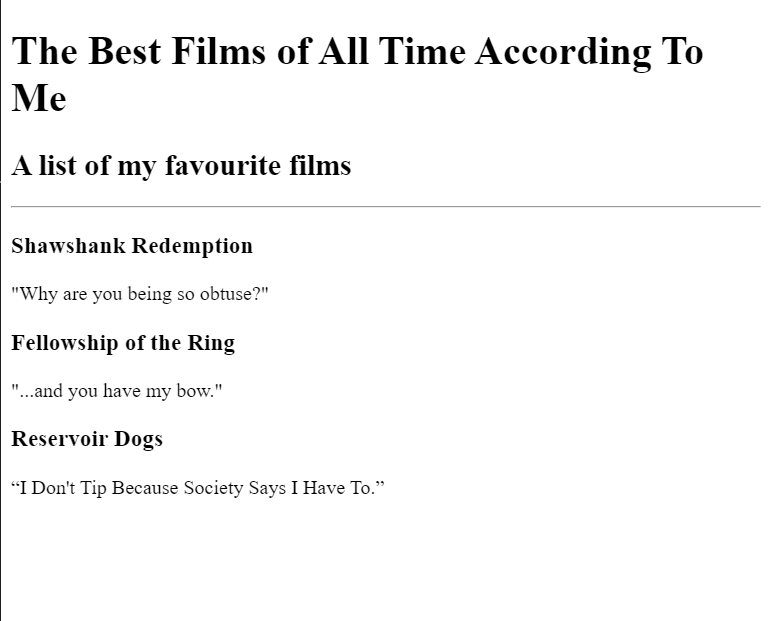 The Best Films of All Time According To
Me
A list of my favourite films
Shawshank Redemption
"Why are you being so obtuse?"
Fellowship of the Ring
"...and you have my bow."
Reservoir Dogs
“I Don't Tip Because Society Says I Have To.”